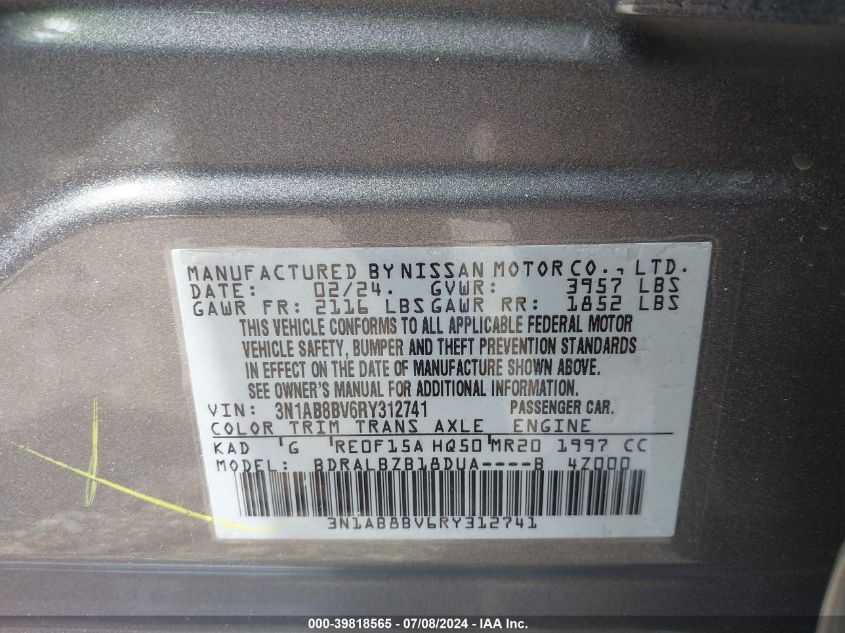 MANUFACTURED BY NISSAN MOTOR CO., LTD.
DATE: 02/24. GVWR: 3957 LBS
GAWR FR: 2116 LBS GAWR RR: 1852 LBS
THIS VEHICLE CONFORMS TO ALL APPLICABLE FEDERAL MOTOR
VEHICLE SAFETY, BUMPER AND THEFT PREVENTION STANDARDS
IN EFFECT ON THE DATE OF MANUFACTURE SHOWN ABOVE.
SEE OWNER'S MANUAL FOR ADDITIONAL INFORMATION.
VIN: 3N1AB8BV6RY312741 PASSENGER CAR.
COLOR TRIM TRANS AXLE ENGINE
KAD G RE0F15A HQ50 MR20 1997 CC
MODEL: BDRALBZB18DUA----B 4Z000
3N1AB8BV6RY312741
000-39818565 - 07/08/2024 - IAA Inc.